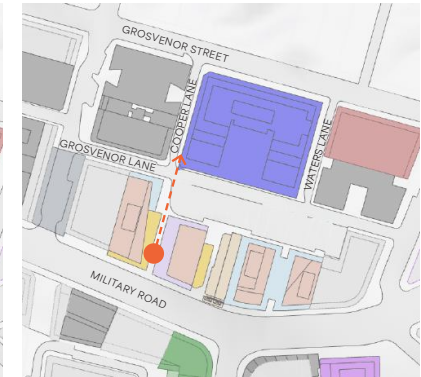 GROSVENOR STREET
COOPER LANE
WATERS LANE
GROSVENOR LANE
MILITARY ROAD